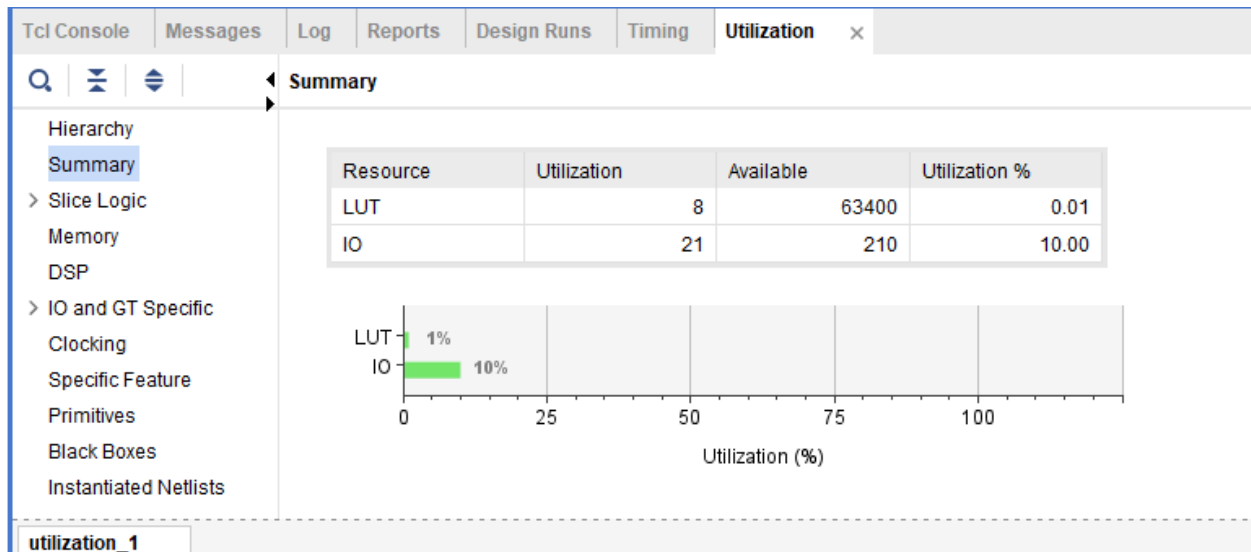 Tcl Console Messages Log Reports Design Runs Timing Utilization ×
Summary
Hierarchy
Summary
> Slice Logic
Memory
DSP
> IO and GT Specific
Clocking
Specific Feature
Primitives
Black Boxes
Instantiated Netlists
Resource Utilization Available Utilization %
LUT 8 63400 0.01
IO 21 210 10.00
LUT 1%
IO 10%
0 25 50 75 100
Utilization (%)
utilization_1